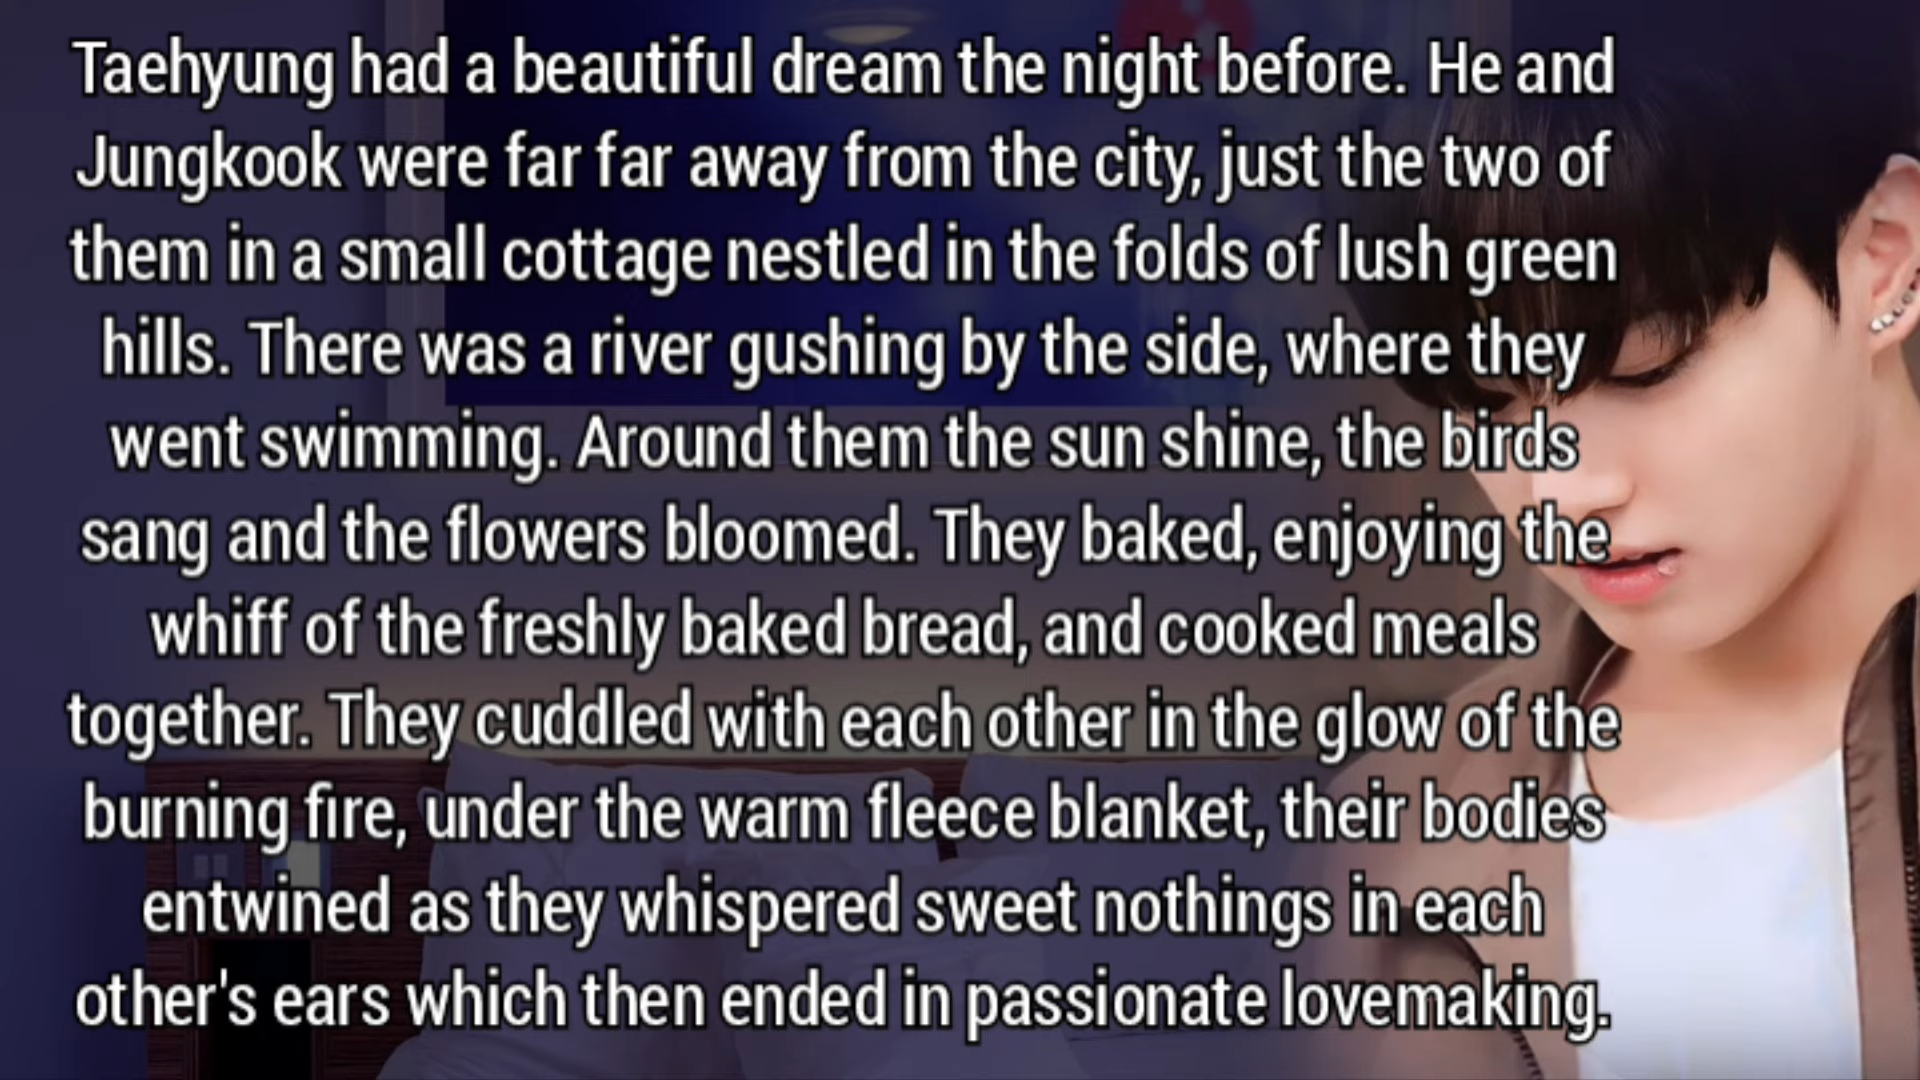 Taehyung had a beautiful dream the night before. He and
Jungkook were far far away from the city, just the two of
them in a small cottage nestled in the folds of lush green
hills. There was a river gushing by the side, where they
went swimming. Around them the sun shine, the birds
sang and the flowers bloomed. They baked, enjoying the
whiff of the freshly baked bread, and cooked meals
together. They cuddled with each other in the glow of the
burning fire, under the warm fleece blanket, their bodies
entwined as they whispered sweet nothings in each
other's ears which then ended in passionate lovemaking.